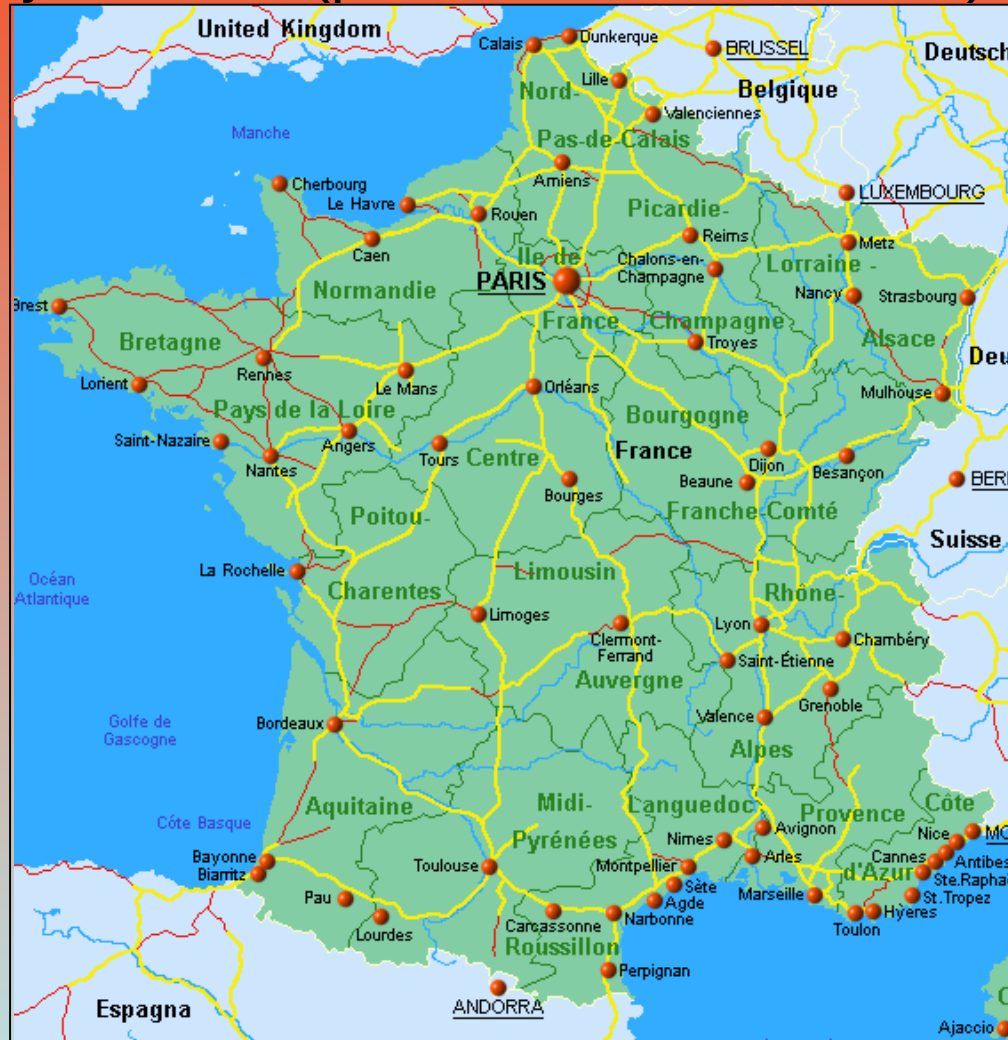 United Kingdom
Calais
Dunkerque
BRUSSEL
Deutsch
Lille
Belgique
Nord-
Valenciennes
Manche
Pas-de-Calais
Amiens
Cherbourg
LUXEMBOURG
Le Havre
Rouen
Picardie-
Reims
Metz
Caen
Ile de
Chalons-en-
Champagne
Lorraine -
PARIS
Normandie
Nancy
Strasbourg
Brest
France
Champagne
Bretagne
Troyes
Alsace
Deu
Rennes
Lorient
Le Mans
Orléans
Mulhouse
Pays de la Loire
Bourgogne
Saint-Nazaire
Angers
France
Nantes
Tours
Centre
Dijon
Besançon
Beaune
BER
Bourges
Poitou-
Franche-Comté
Suisse
La Rochelle
Océan
Atlantique
Limousin
Charentes
Rhône-
Limoges
Lyon
Clermont-
Ferrand
Chambéry
Saint-Étienne
Auvergne
Grenoble
Golfe de
Gascogne
Bordeaux
Valence
Alpes
Aquitaine
Midi-
Pyrénées
Languedoc
Provence
Côte
Côte Basque
Avignon
Nimes
Nice
MO
Bayonne
Biarritz
Toulouse
Montpellier
Arles
Cannes
Antibes
d'Azur
Ste.Rapha
Sète
Agde
Marseille
St.Tropez
Pau
Lourdes
Carcassonne
Narbonne
Toulon
Hyeres
Roussillon
Perpignan
Espagna
ANDORRA
C
Ajaccio